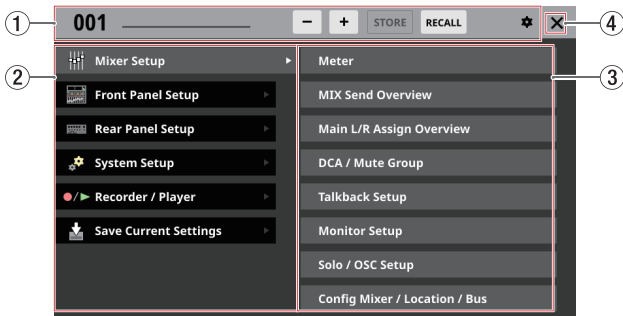 1 001 - + STORE RECALL 4
2 Mixer Setup Meter 3
Front Panel Setup MIX Send Overview
Rear Panel Setup Main L/R Assign Overview
System Setup DCA / Mute Group
Recorder / Player Talkback Setup
Save Current Settings Monitor Setup
Solo / OSC Setup
Config Mixer / Location / Bus